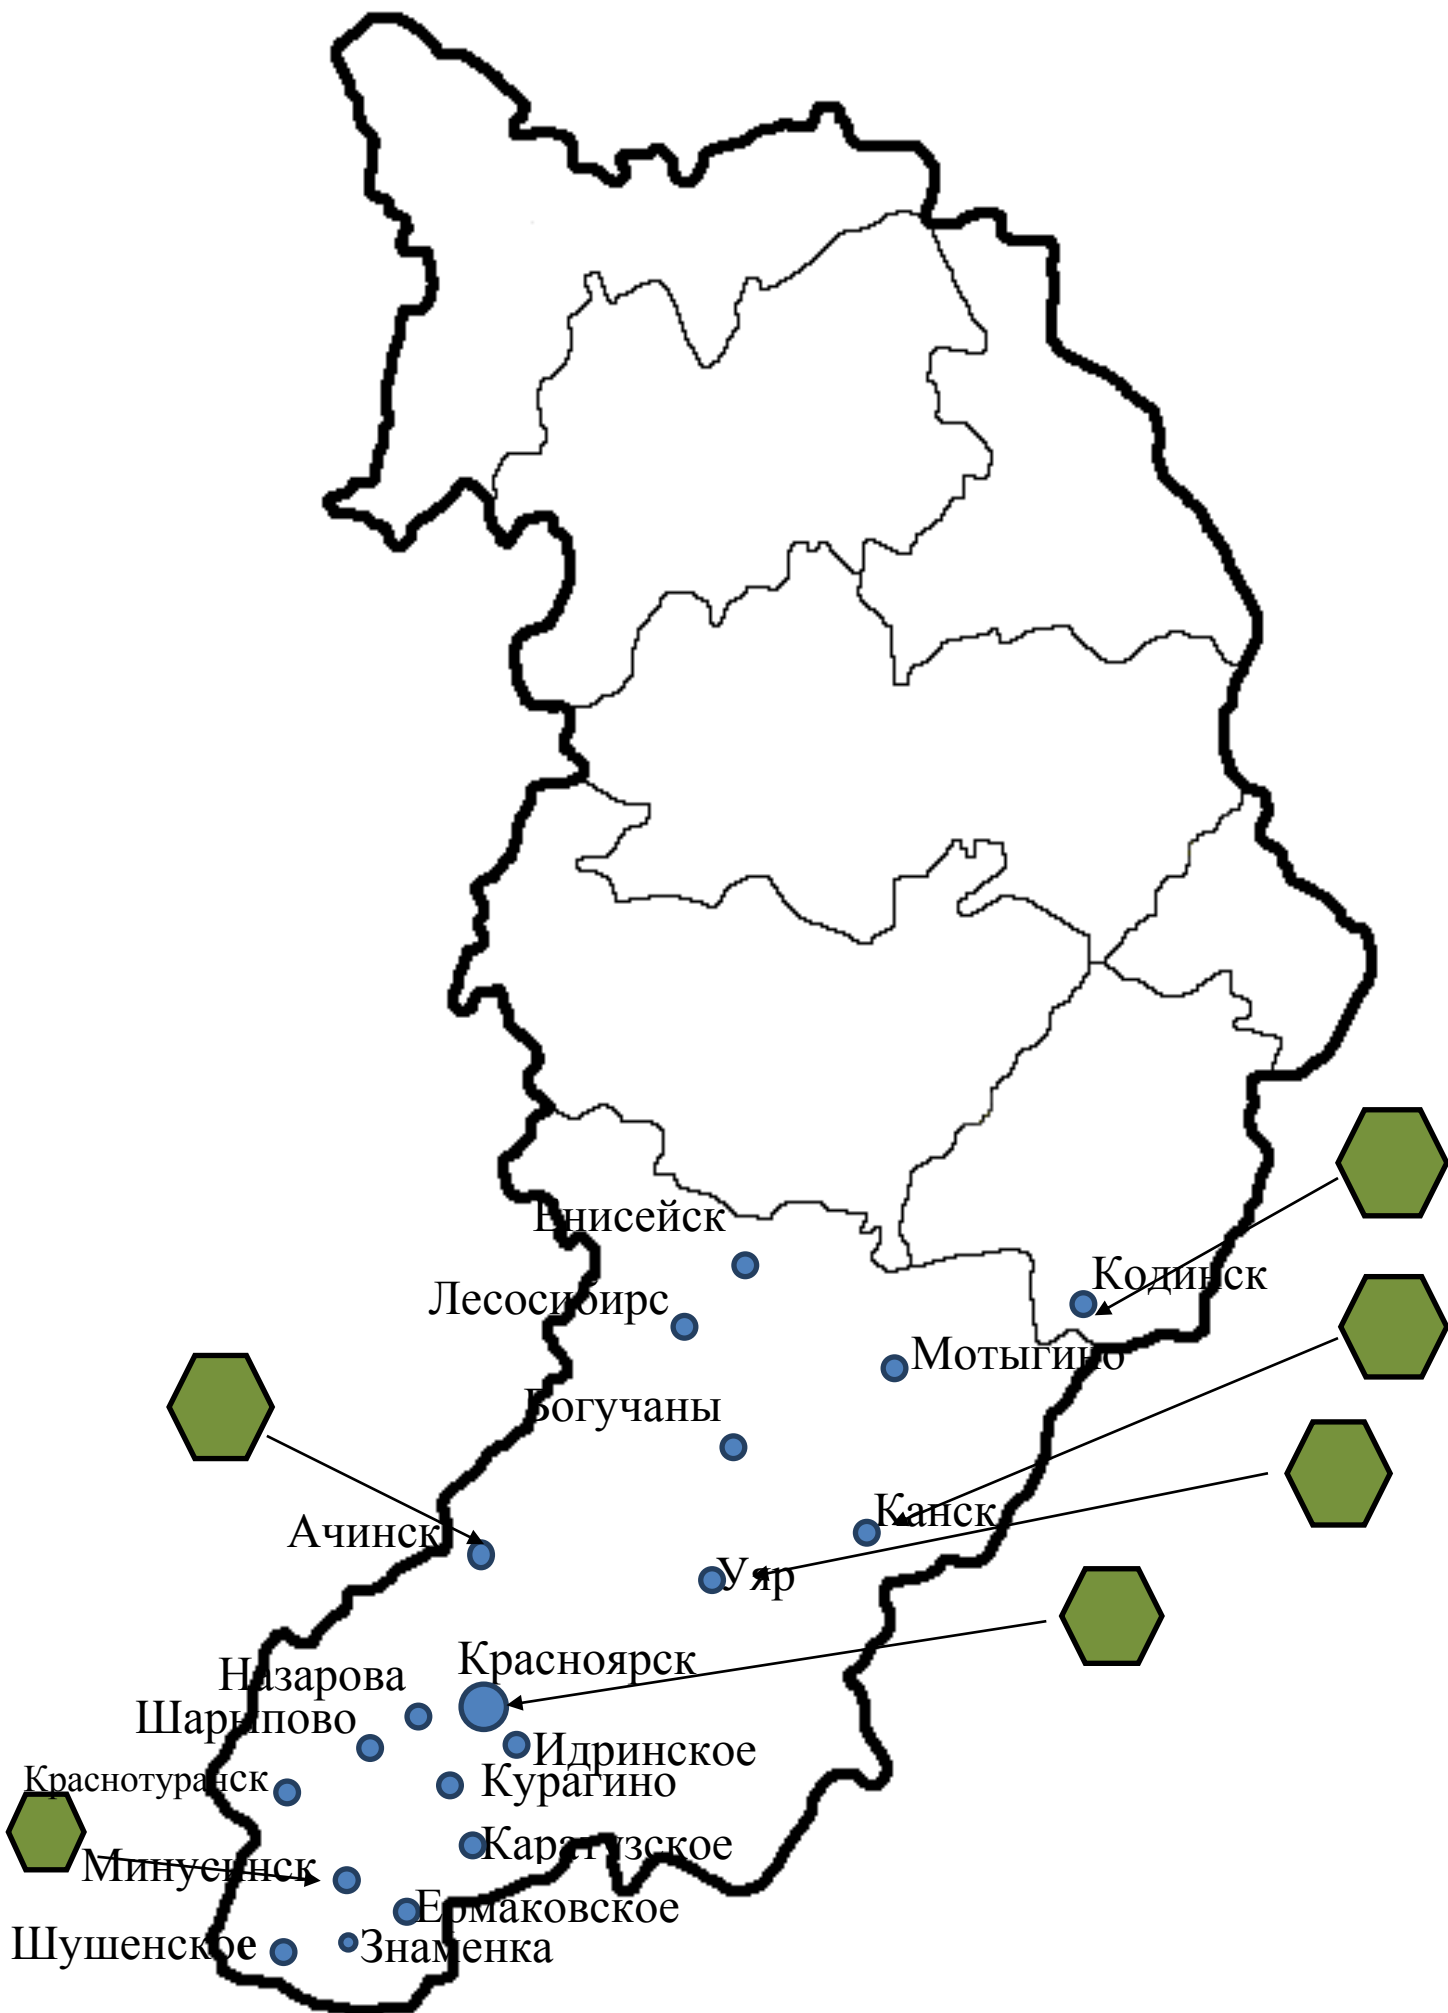 Енисейск
Кодинск
Лесосибирс
Мотыгино
Богучаны
Канск
Ачинск
Уяр
Красноярск
Назарова
Шарыпово
Идринское
Краснотуранск
Курагино
Каратузское
Минусинск
Ермаковское
Шушенское
Знаменка